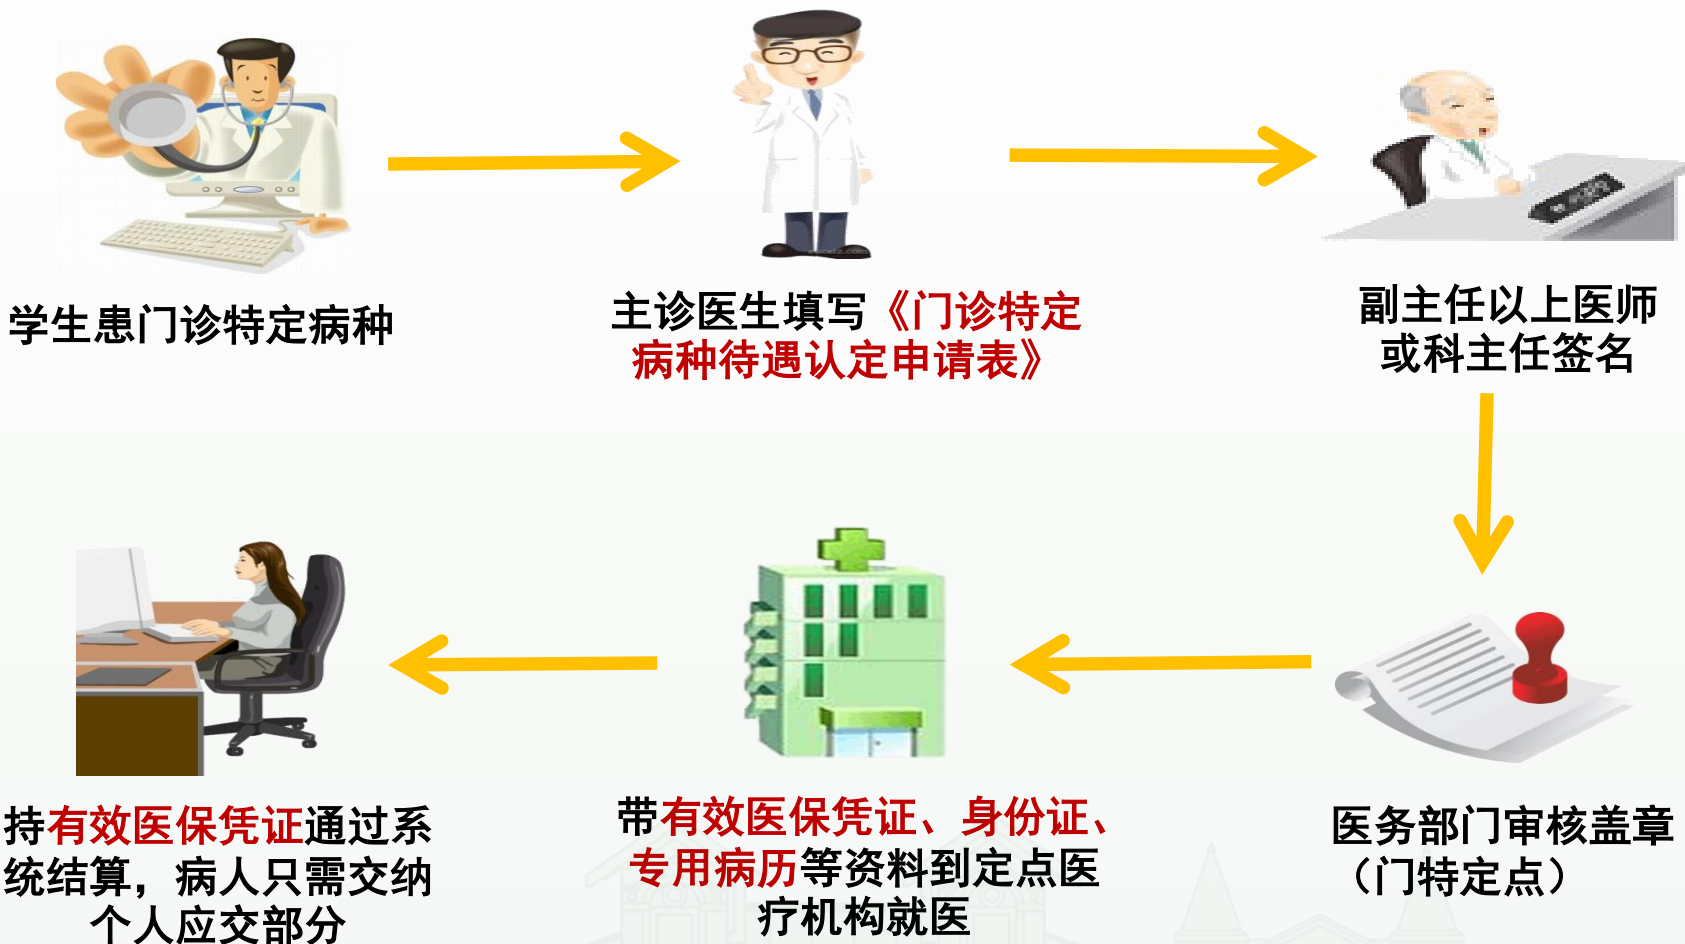 学生患门诊特定病种
主诊医生填写《门诊特定
病种待遇认定申请表》
副主任以上医师
或科主任签名
医务部门审核盖章
（门特定点）
带有效医保凭证、身份证、
专用病历等资料到定点医
疗机构就医
持有效医保凭证通过系
统结算，病人只需交纳
个人应交部分